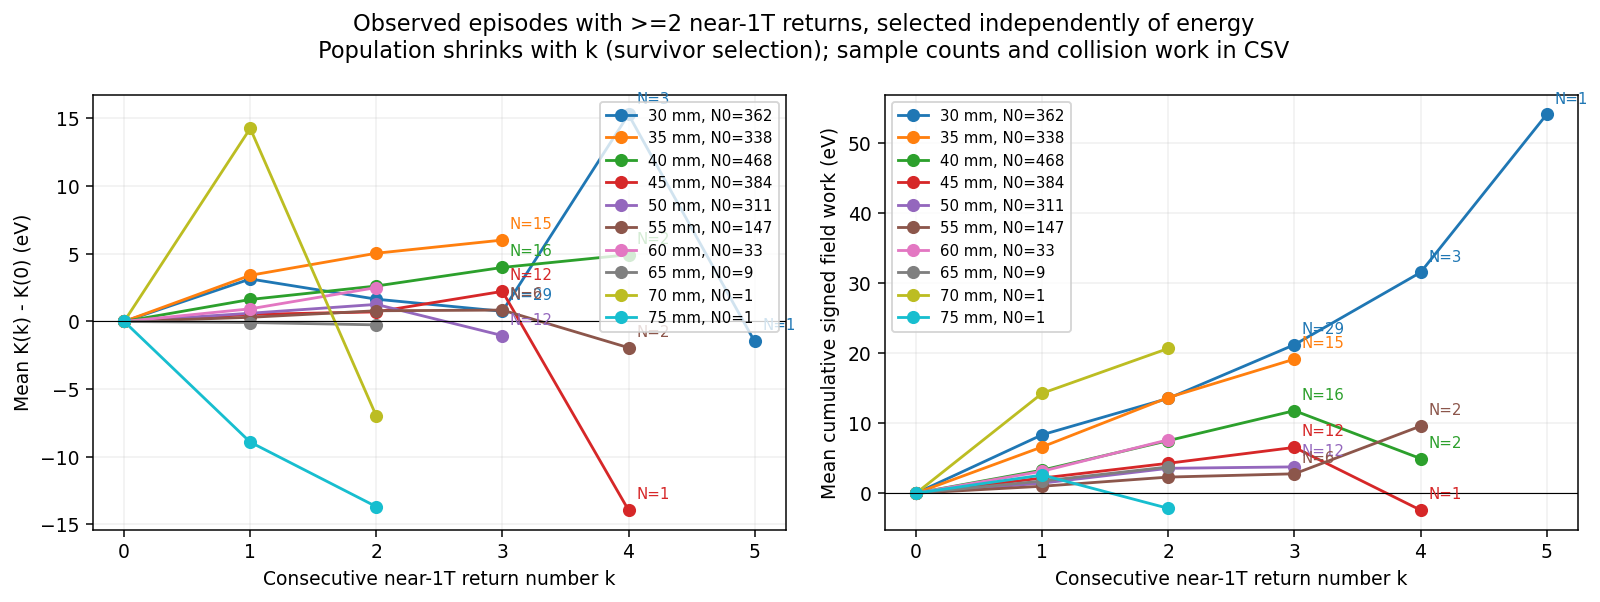 Observed episodes with >=2 near-1T returns, selected independently of energy
Population shrinks with k (survivor selection); sample counts and collision work in CSV
Mean K(k) - K(0) (eV)
15
10
5
0
−5
−10
−15
0
1
2
3
4
5
Consecutive near-1T return number k
N=3
N=15
N=16
N=2
N=12
N=29
N=12
N=2
N=1
N=1
30 mm, N0=362
35 mm, N0=338
40 mm, N0=468
45 mm, N0=384
50 mm, N0=311
55 mm, N0=147
60 mm, N0=33
65 mm, N0=9
70 mm, N0=1
75 mm, N0=1
Mean cumulative signed field work (eV)
50
40
30
20
10
0
0
1
2
3
4
5
Consecutive near-1T return number k
30 mm, N0=362
35 mm, N0=338
40 mm, N0=468
45 mm, N0=384
50 mm, N0=311
55 mm, N0=147
60 mm, N0=33
65 mm, N0=9
70 mm, N0=1
75 mm, N0=1
N=1
N=3
N=29
N=15
N=16
N=12
N=12
N=6
N=2
N=2
N=1